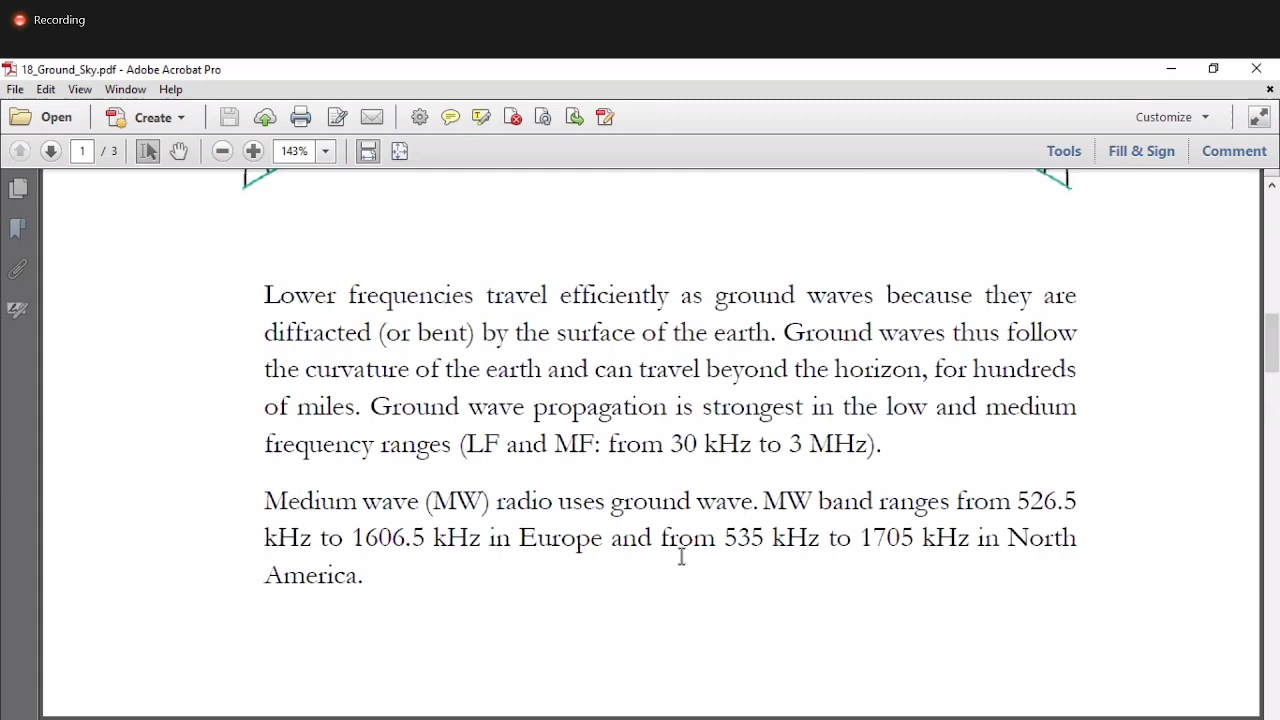 Recording
18_Ground_Sky.pdf - Adobe Acrobat Pro
File Edit View Window Help
Open Create Customize
1 / 3 143% Tools Fill & Sign Comment
Lower frequencies travel efficiently as ground waves because they are
diffracted (or bent) by the surface of the earth. Ground waves thus follow
the curvature of the earth and can travel beyond the horizon, for hundreds
of miles. Ground wave propagation is strongest in the low and medium
frequency ranges (LF and MF: from 30 kHz to 3 MHz).
Medium wave (MW) radio uses ground wave. MW band ranges from 526.5
kHz to 1606.5 kHz in Europe and from 535 kHz to 1705 kHz in North
America.